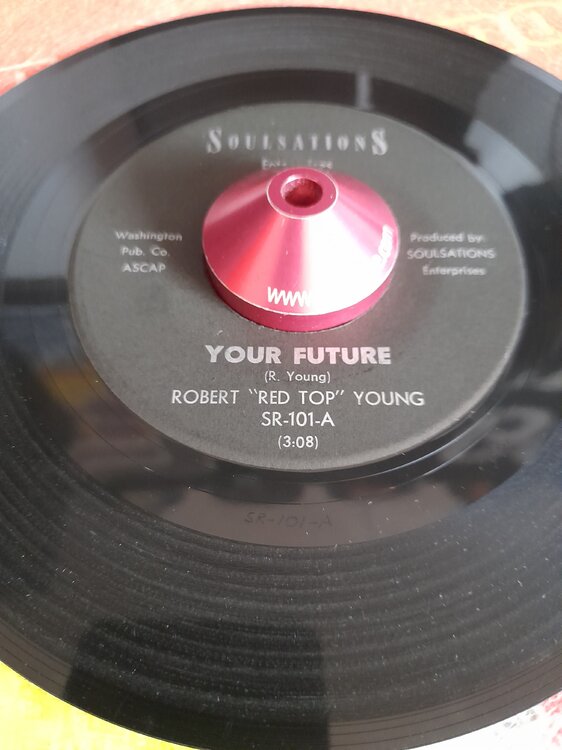 SOULSATIONS
Washington
Pub. Co.
ASCAP
Produced by:
SOULSATIONS
Enterprises
www
YOUR FUTURE
(R. Young)
ROBERT "RED TOP" YOUNG
SR-101-A
(3:08)
SR-101-A